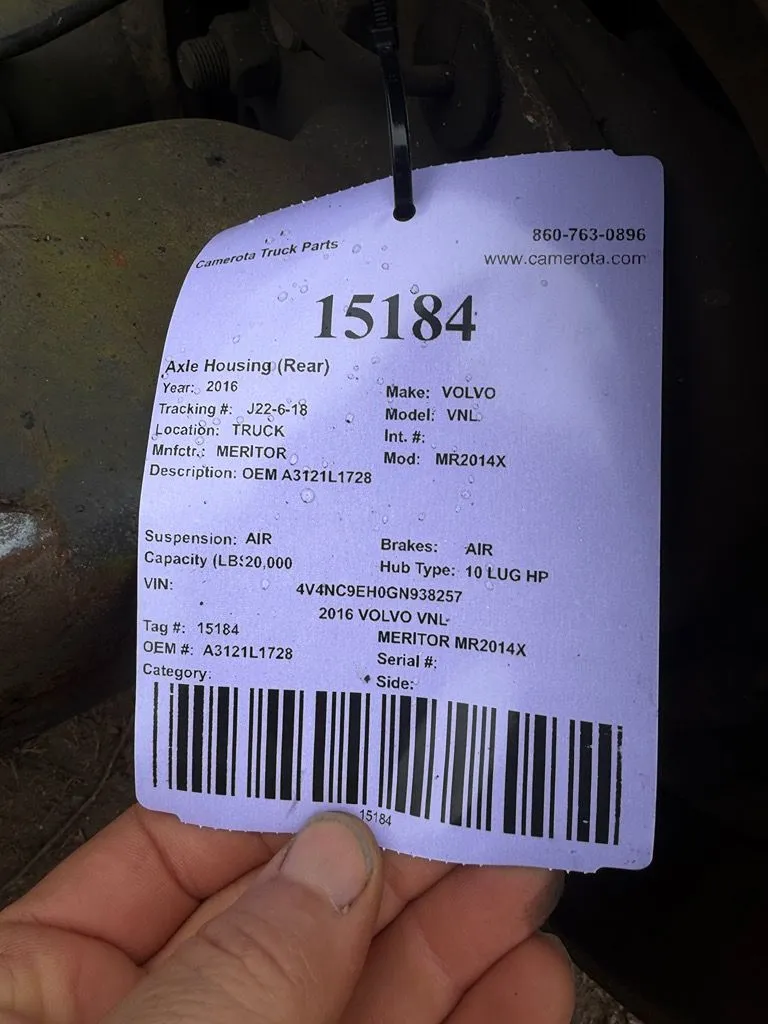 Camerota Truck Parts
860-763-0896
www.camerota.com
15184
Axle Housing (Rear)
Year: 2016
Make: VOLVO
Tracking #: J22-6-18
Model: VNL
Location: TRUCK
Int. #:
Mnfctr.: MERITOR
Mod: MR2014X
Description: OEM A3121L1728
Suspension: AIR
Brakes: AIR
Capacity (LBS20,000
Hub Type: 10 LUG HP
VIN: 4V4NC9EH0GN938257
2016 VOLVO VNL
Tag #: 15184
MERITOR MR2014X
OEM #: A3121L1728
Serial #:
Category:
Side:
15184